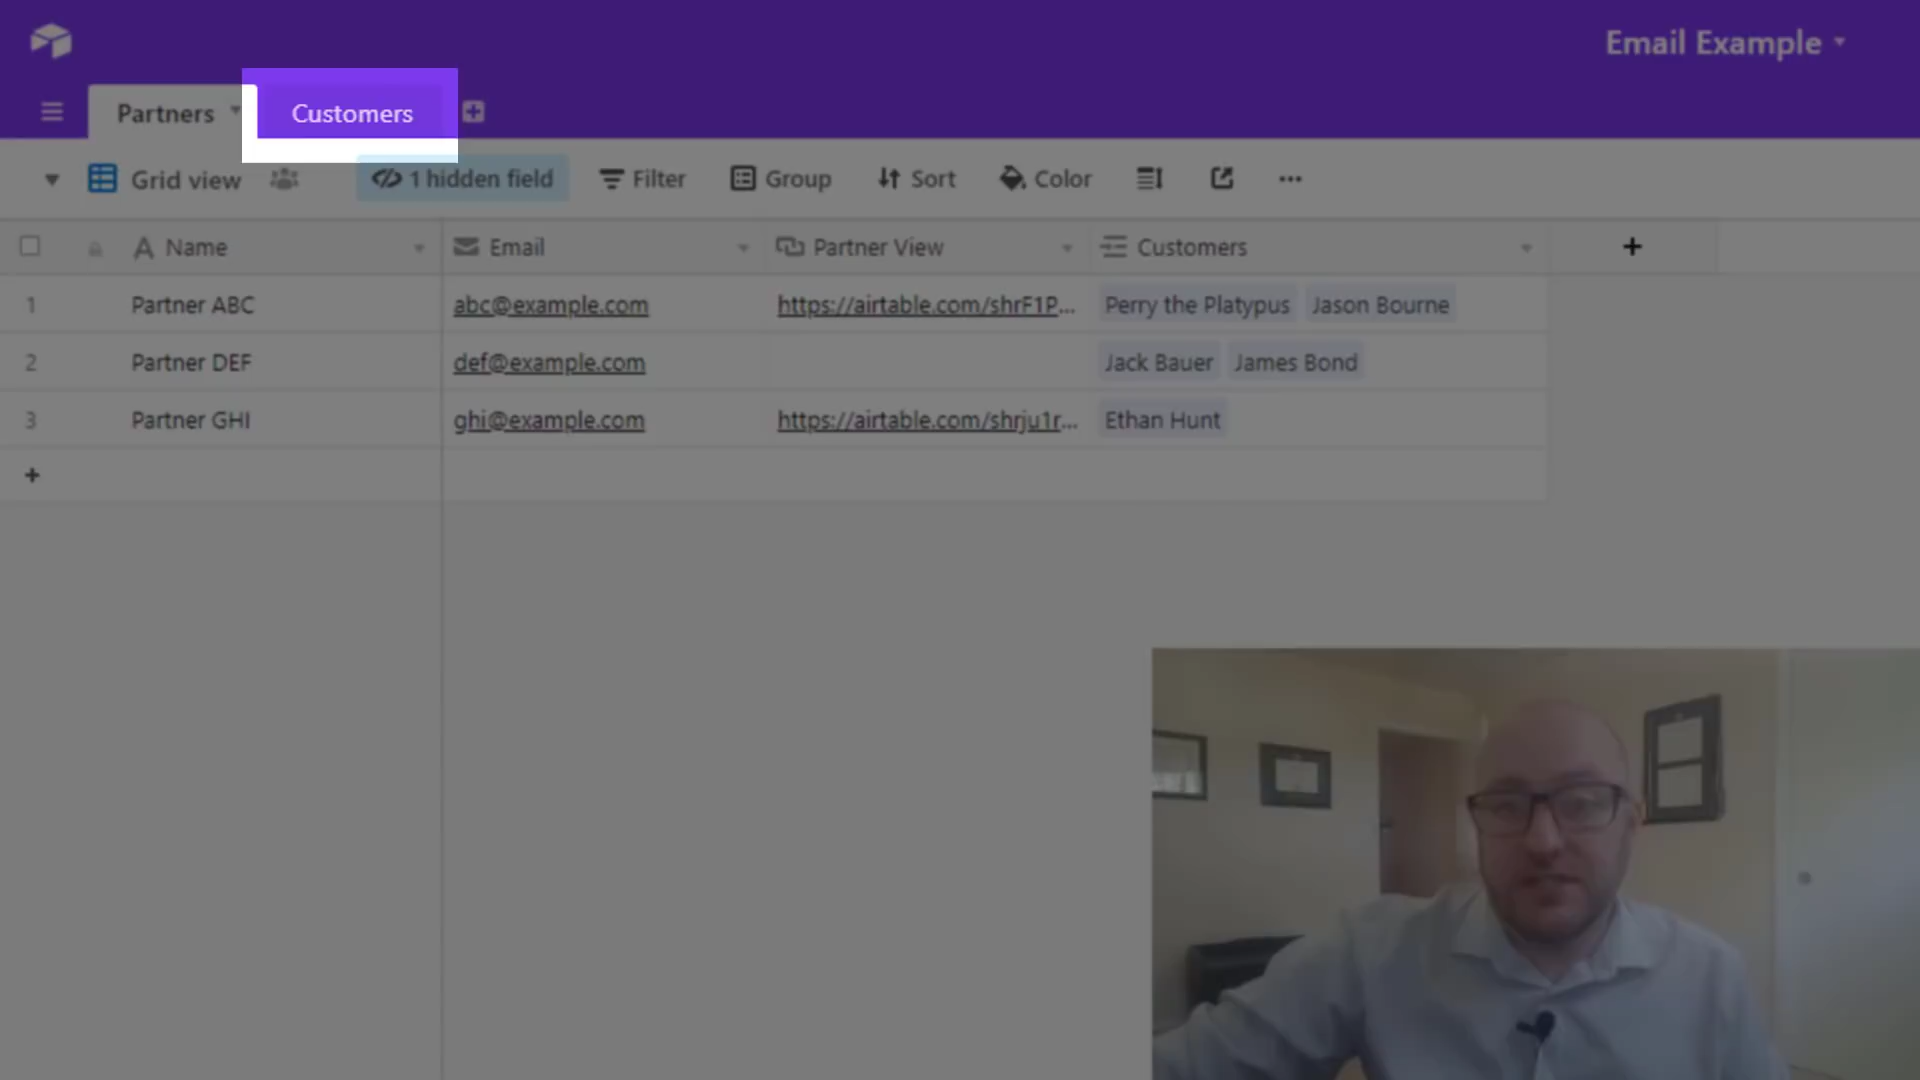 Email Example
Partners Customers
Grid view 1 hidden field Filter Group Sort Color
Name Email Partner View Customers
1 Partner ABC abc@example.com https://airtable.com/shrF1P... Perry the Platypus Jason Bourne
2 Partner DEF def@example.com Jack Bauer James Bond
3 Partner GHI ghi@example.com https://airtable.com/shrju1r... Ethan Hunt